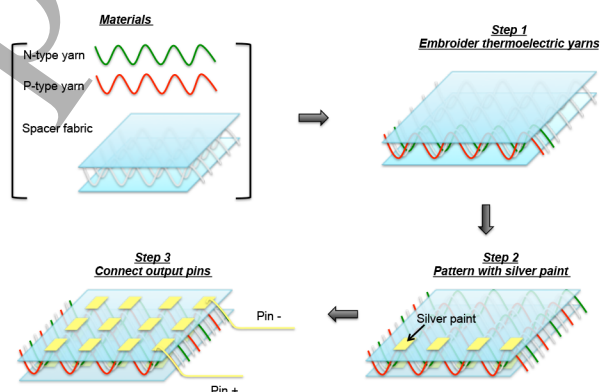 Materials
N-type yarn
P-type yarn
Spacer fabric
Step 1
Embroider thermoelectric yarns
Step 2
Pattern with silver paint
Silver paint
Step 3
Connect output pins
Pin -
Pin +